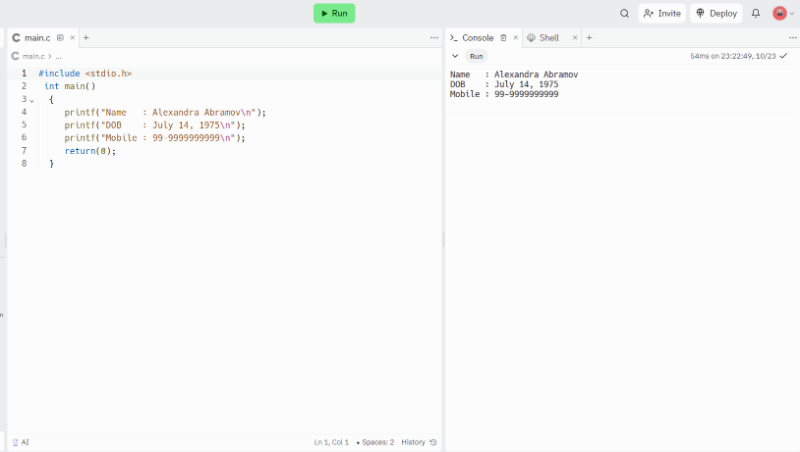 Run
Invite
Deploy
main.c
Console
Shell
main.c > ...
Run
54ms on 23:22:49, 10/23
1 #include <stdio.h>
2 int main()
3 {
4 printf("Name   : Alexandra Abramov\n");
5 printf("DOB    : July 14, 1975\n");
6 printf("Mobile : 99-9999999999\n");
7 return(0);
8 }
Name   : Alexandra Abramov
DOB    : July 14, 1975
Mobile : 99-9999999999
AI
Ln 1, Col 1
Spaces: 2
History